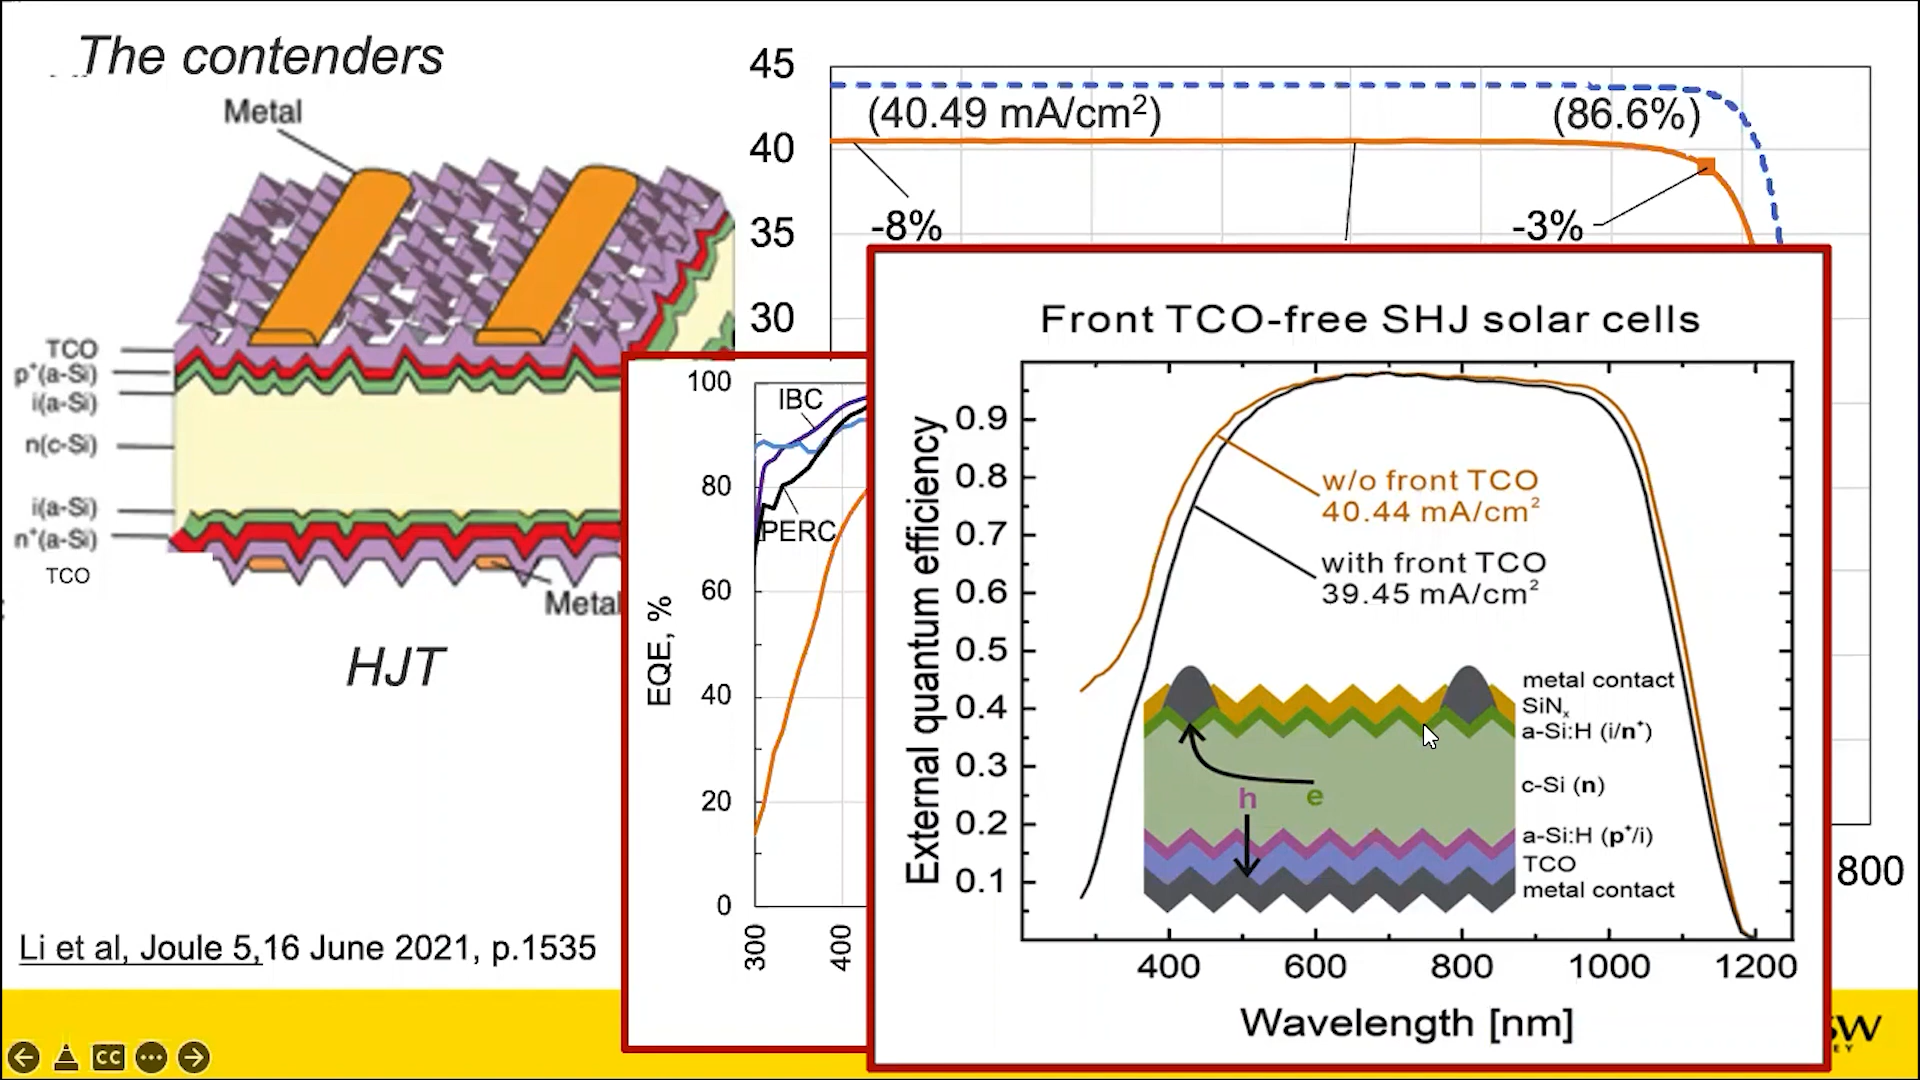 The contenders
Metal
TCO
p⁺(a-Si)
i(a-Si)
n(c-Si)
i(a-Si)
n⁺(a-Si)
TCO
Metal
HJT
Li et al, Joule 5,16 June 2021, p.1535
45
40
35
30
(40.49 mA/cm²)
(86.6%)
-8%
-3%
800
100
80
60
40
20
0
EQE, %
IBC
PERC
300
400
Front TCO-free SHJ solar cells
External quantum efficiency
0.9
0.8
0.7
0.6
0.5
0.4
0.3
0.2
0.1
w/o front TCO
40.44 mA/cm²
with front TCO
39.45 mA/cm²
metal contact
SiNₓ
a-Si:H (i/n⁺)
c-Si (n)
a-Si:H (p⁺/i)
TCO
metal contact
h
e
400
600
800
1000
1200
Wavelength [nm]
CC